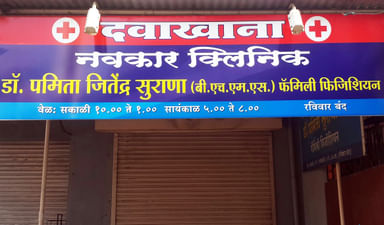 दवाखाना
नवकार क्लिनिक
डॉ. पमिता जितेंद्र सुराणा (बी.एच.एम.एस.) फॅमिली फिजिशियन
वेळ: सकाळी १०.०० ते १.०० सायंकाळ ५.०० ते ८.०० रविवार बंद